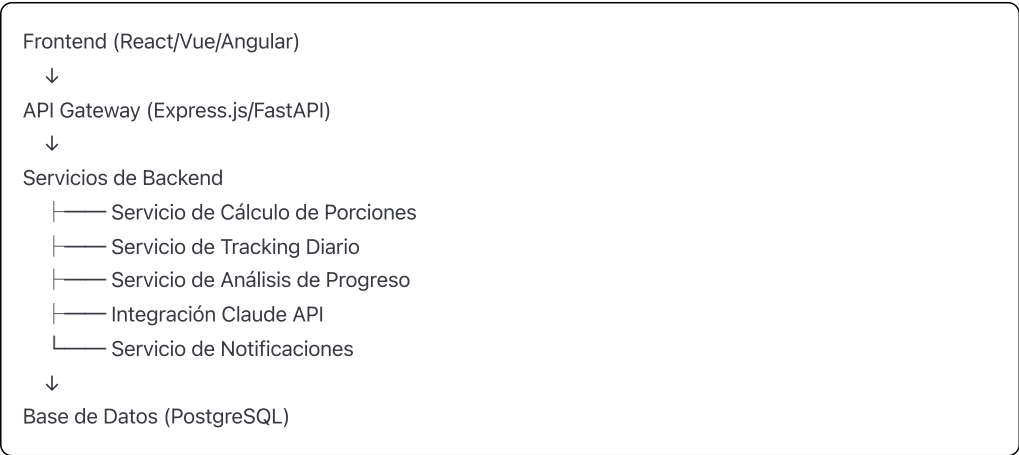 Frontend (React/Vue/Angular)
↓
API Gateway (Express.js/FastAPI)
↓
Servicios de Backend
├── Servicio de Cálculo de Porciones
├── Servicio de Tracking Diario
├── Servicio de Análisis de Progreso
├── Integración Claude API
└── Servicio de Notificaciones
↓
Base de Datos (PostgreSQL)